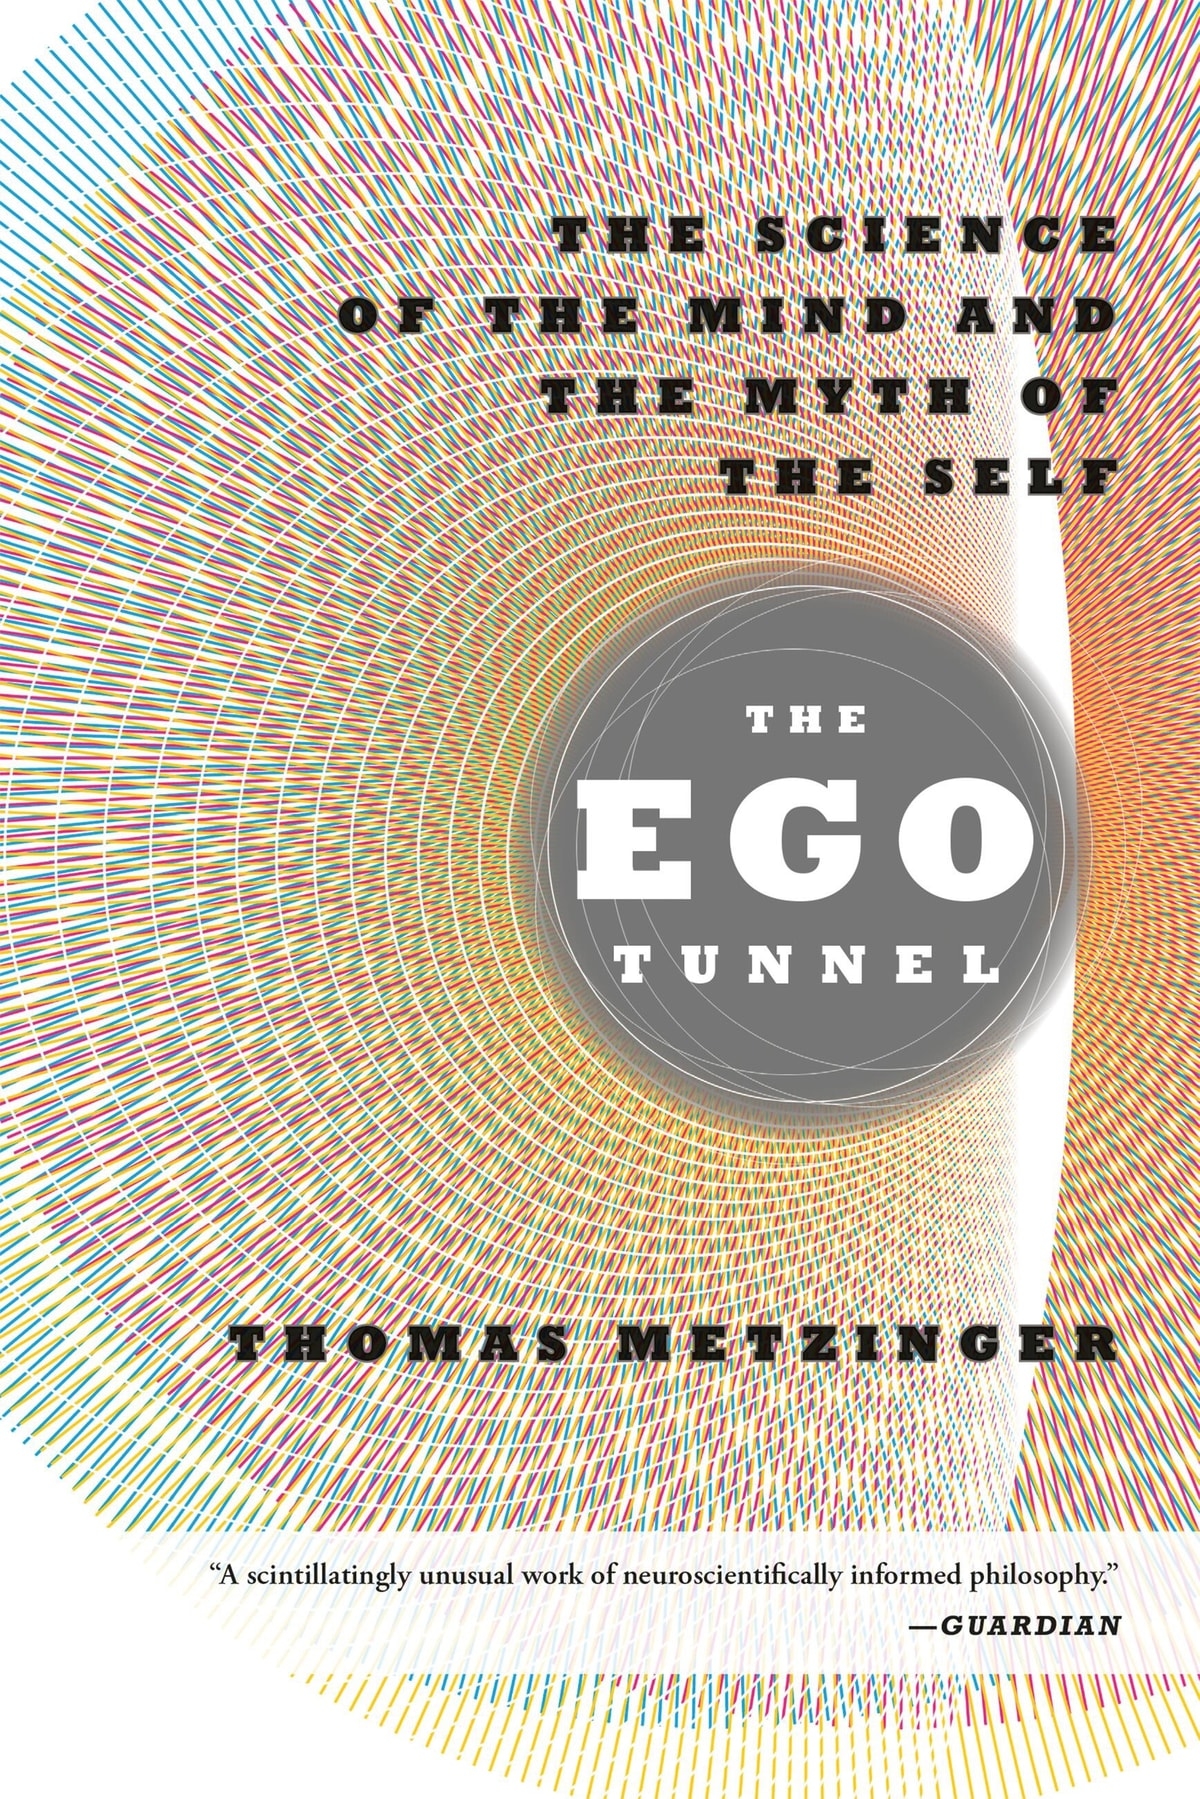 THE SCIENCE
OF THE MIND AND
THE MYTH OF
THE SELF
THE
EGO
TUNNEL
THOMAS METZINGER
“A scintillatingly unusual work of neuroscientifically informed philosophy.”
—GUARDIAN